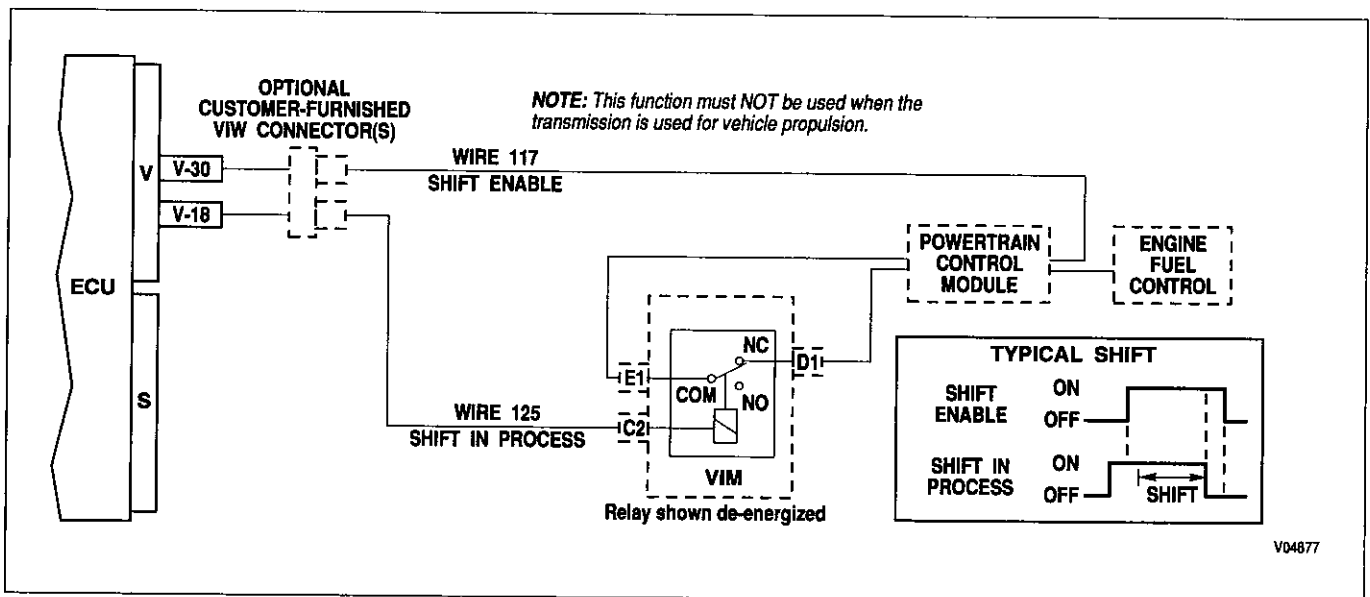 OPTIONAL
CUSTOMER-FURNISHED
VIW CONNECTOR(S)
NOTE: This function must NOT be used when the
transmission is used for vehicle propulsion.
V
V-30
V-18
WIRE 117
SHIFT ENABLE
ECU
S
POWERTRAIN
CONTROL
MODULE
ENGINE
FUEL
CONTROL
NC
D1
E1
COM
NO
WIRE 125
SHIFT IN PROCESS
C2
VIM
Relay shown de-energized
TYPICAL SHIFT
SHIFT
ENABLE
ON
OFF
SHIFT IN
PROCESS
ON
OFF
SHIFT
V04877